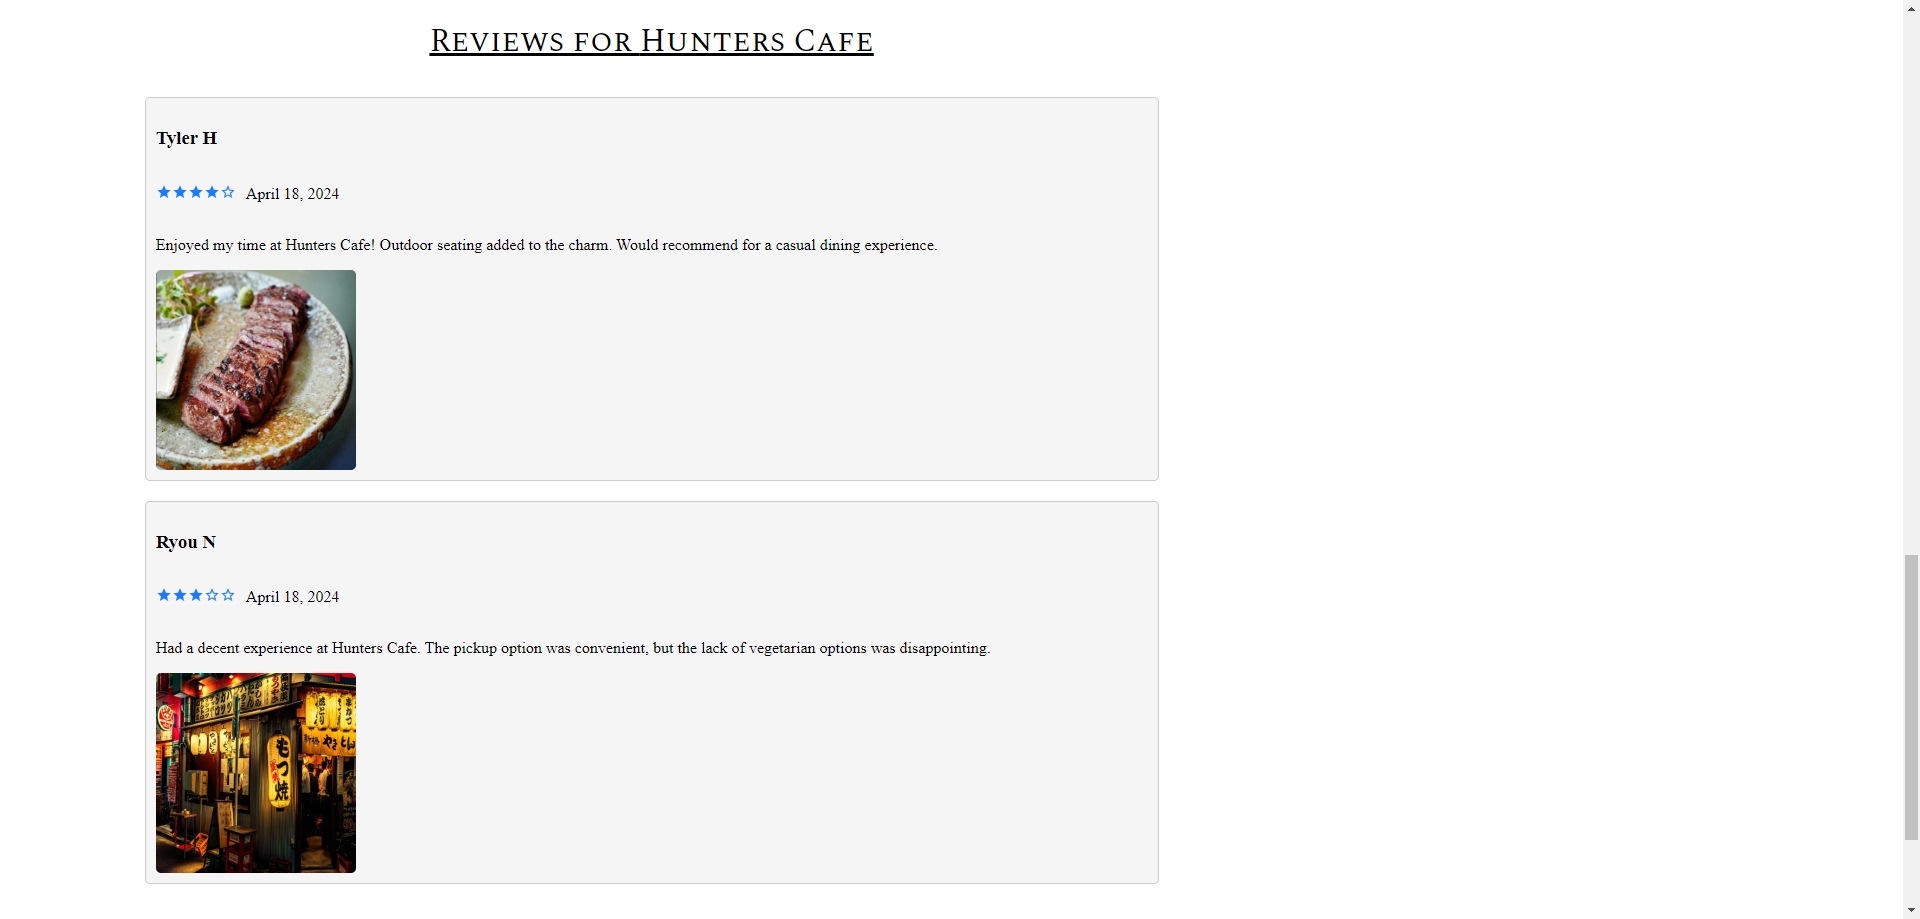 Reviews for Hunters Cafe
Tyler H
April 18, 2024
Enjoyed my time at Hunters Cafe! Outdoor seating added to the charm. Would recommend for a casual dining experience.
Ryou N
April 18, 2024
Had a decent experience at Hunters Cafe. The pickup option was convenient, but the lack of vegetarian options was disappointing.
もつ焼